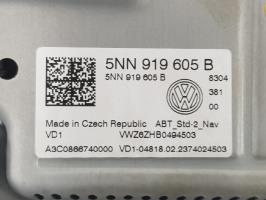 5NN 919 605 B
5NN 919 605 B 8304
381
00
Made in Czech Republic ABT_Std-2_Nav
VD1 VWZ6ZHB0494503
A3C0866740000 VD1-04818.02.2374024503